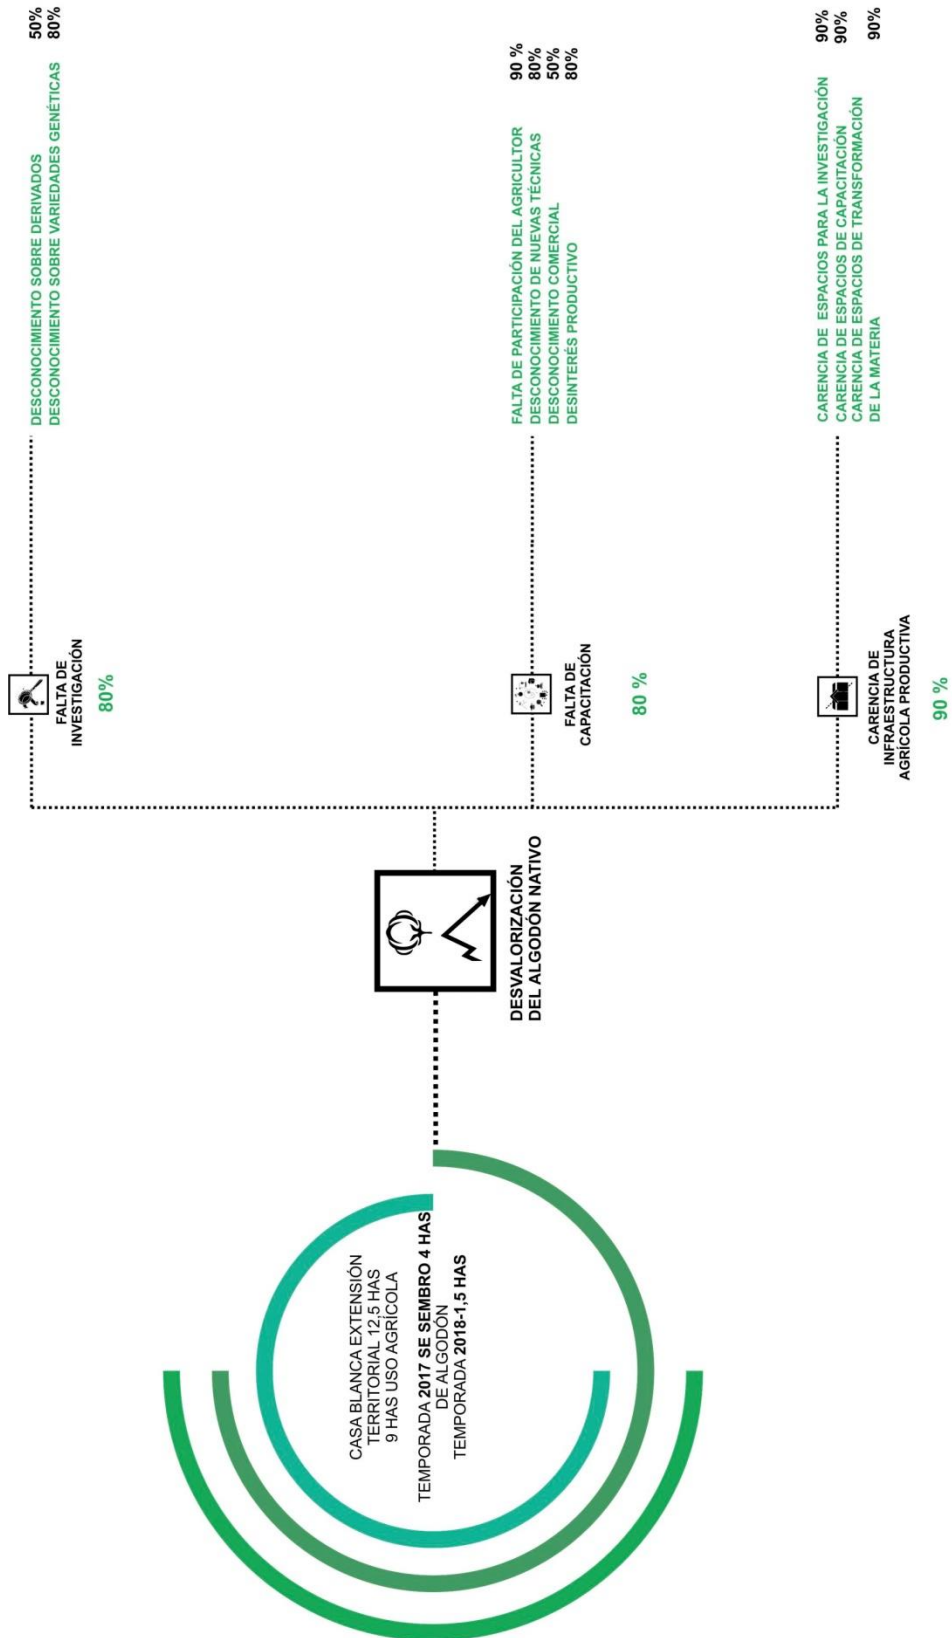 CASA BLANCA EXTENSIÓN
TERRITORIAL 12,5 HAS
9 HAS USO AGRÍCOLA
TEMPORADA 2017 SE SEMBRO 4 HAS
DE ALGODÓN
TEMPORADA 2018-1,5 HAS
DESVALORIZACIÓN
DEL ALGODÓN NATIVO
FALTA DE
INVESTIGACIÓN
80%
DESCONOCIMIENTO SOBRE DERIVADOS 50%
DESCONOCIMIENTO SOBRE VARIEDADES GENÉTICAS 80%
FALTA DE
CAPACITACIÓN
80 %
FALTA DE PARTICIPACIÓN DEL AGRICULTOR 90 %
DESCONOCIMIENTO DE NUEVAS TÉCNICAS 80%
DESCONOCIMIENTO COMERCIAL 50%
DESINTERÉS PRODUCTIVO 80%
CARENCIA DE
INFRAESTRUCTURA
AGRÍCOLA PRODUCTIVA
90 %
CARENCIA DE ESPACIOS PARA LA INVESTIGACIÓN 90%
CARENCIA DE ESPACIOS DE CAPACITACIÓN 90%
CARENCIA DE ESPACIOS DE TRANSFORMACIÓN
DE LA MATERIA 90%